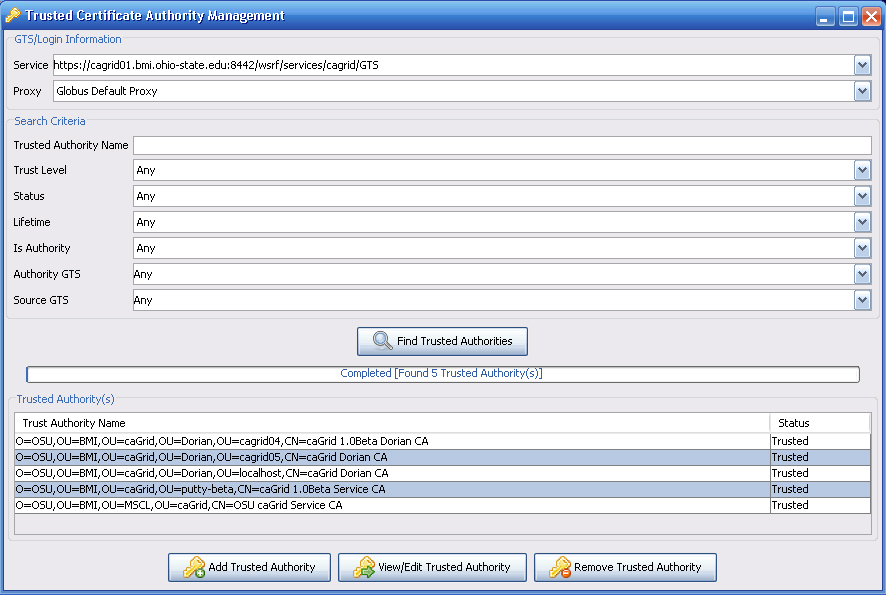 Trusted Certificate Authority Management
GTS/Login Information
Service https://cagrid01.bmi.ohio-state.edu:8442/wsrf/services/cagrid/GTS
Proxy Globus Default Proxy
Search Criteria
Trusted Authority Name
Trust Level Any
Status Any
Lifetime Any
Is Authority Any
Authority GTS Any
Source GTS Any
Find Trusted Authorities
Completed [Found 5 Trusted Authority(s)]
Trusted Authority(s)
Trust Authority Name Status
O=OSU,OU=BMI,OU=caGrid,OU=Dorian,OU=cagrid04,CN=caGrid 1.0Beta Dorian CA Trusted
O=OSU,OU=BMI,OU=caGrid,OU=Dorian,OU=cagrid05,CN=caGrid Dorian CA Trusted
O=OSU,OU=BMI,OU=caGrid,OU=Dorian,OU=localhost,CN=caGrid Dorian CA Trusted
O=OSU,OU=BMI,OU=caGrid,OU=putty-beta,CN=caGrid 1.0Beta Service CA Trusted
O=OSU,OU=BMI,OU=MSCL,OU=caGrid,CN=OSU caGrid Service CA Trusted
Add Trusted Authority View/Edit Trusted Authority Remove Trusted Authority